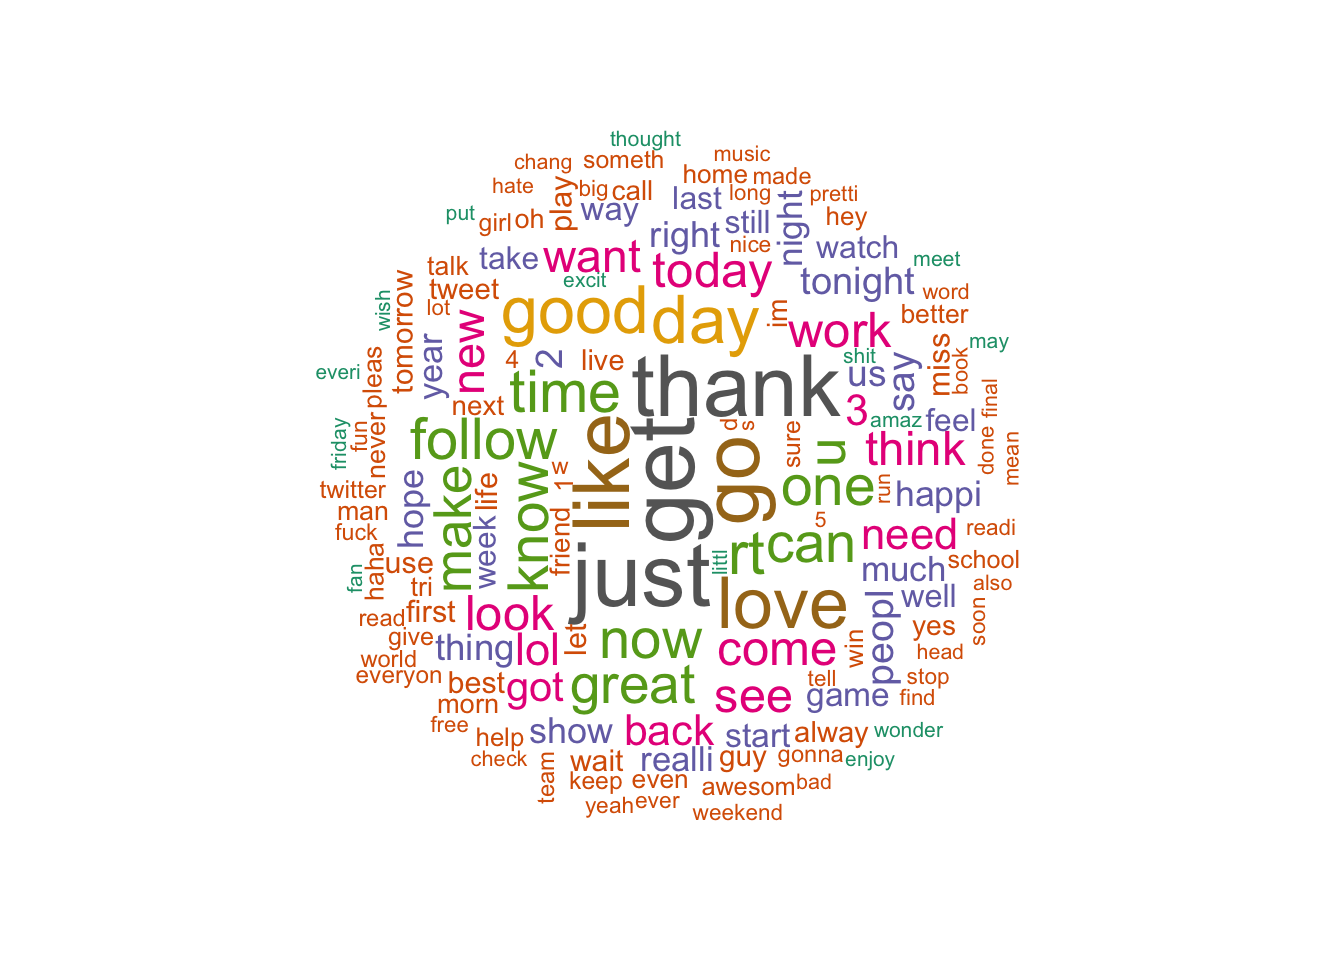 thought
chang
someth
music
hate
big
call
home
made
play
long
pretti
put
girl
oh
way
last
still
night
hey
right
nice
watch
take
want
today
meet
talk
excit
tonight
tweet
wish
tomorrow
lot
good
day
im
word
better
work
new
year
4
2
live
shit
may
everi
pleas
time
thank
us
say
miss
book
next
3
amaz
feel
final
friday
fun
never
follow
like
get
go
d
s
sure
u
think
done
mean
twitter
hope
make
life
know
w
1
one
run
happi
man
5
fuck
week
friend
rt
can
need
readi
haha
use
just
littl
much
school
fan
tri
love
well
also
read
first
look
peopl
soon
give
let
now
yes
world
thing
lol
come
win
head
everyon
best
got
great
see
tell
game
stop
find
morn
free
help
show
back
start
alway
wonder
check
team
wait
realli
guy
gonna
enjoy
keep
even
awesom
bad
yeah
ever
weekend